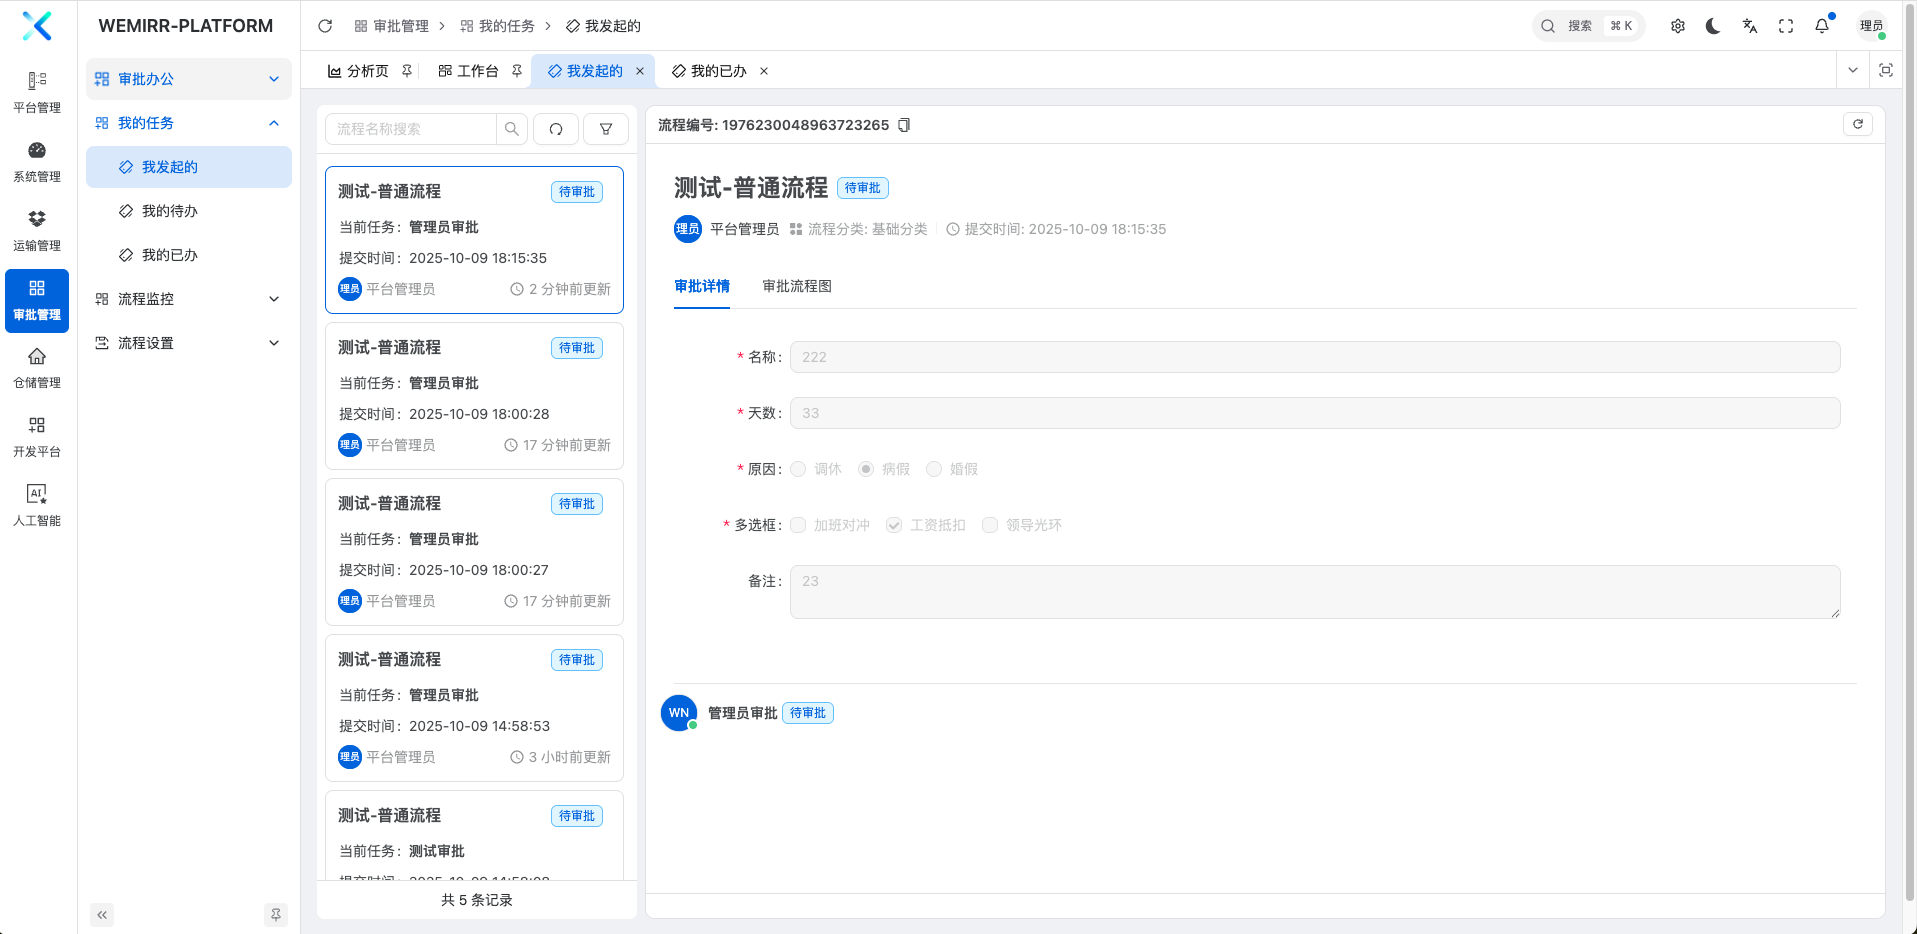 WEMIRR-PLATFORM
平台管理
系统管理
运输管理
审批管理
仓储管理
开发平台
AI
人工智能
审批办公
我的任务
我发起的
我的待办
我的已办
流程监控
流程设置
审批管理 > 我的任务 > 我发起的
搜索 ⌘ K
理员
分析页 工作台 我发起的 × 我的已办 ×
流程名称搜索
测试-普通流程 待审批
当前任务：管理员审批
提交时间：2025-10-09 18:15:35
理员 平台管理员 2 分钟前更新
测试-普通流程 待审批
当前任务：管理员审批
提交时间：2025-10-09 18:00:28
理员 平台管理员 17 分钟前更新
测试-普通流程 待审批
当前任务：管理员审批
提交时间：2025-10-09 18:00:27
理员 平台管理员 17 分钟前更新
测试-普通流程 待审批
当前任务：管理员审批
提交时间：2025-10-09 14:58:53
理员 平台管理员 3 小时前更新
测试-普通流程 待审批
当前任务：测试审批
共 5 条记录
流程编号: 1976230048963723265
测试-普通流程 待审批
理员 平台管理员 流程分类: 基础分类 提交时间: 2025-10-09 18:15:35
审批详情 审批流程图
* 名称: 222
* 天数: 33
* 原因: 调休 病假 婚假
* 多选框: 加班对冲 工资抵扣 领导光环
备注: 23
WN 管理员审批 待审批